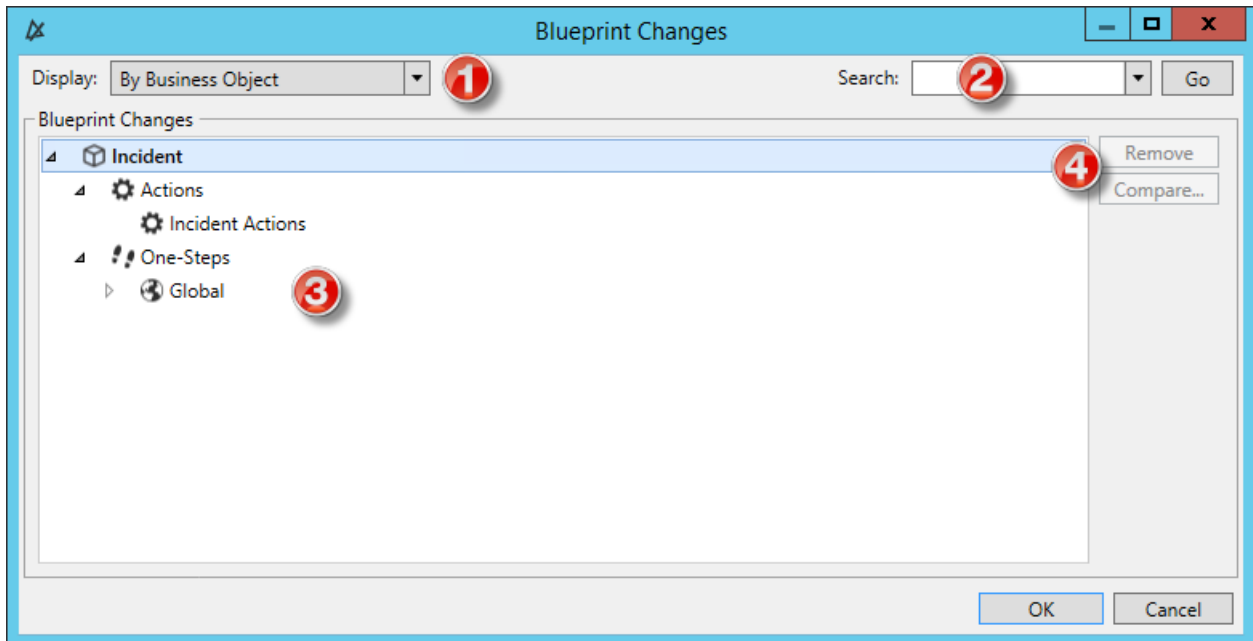 Blueprint Changes
Display: By Business Object 1 Search: 2 Go
Blueprint Changes
Incident 4 Remove
Actions Compare...
Incident Actions
One-Steps
Global 3
OK Cancel